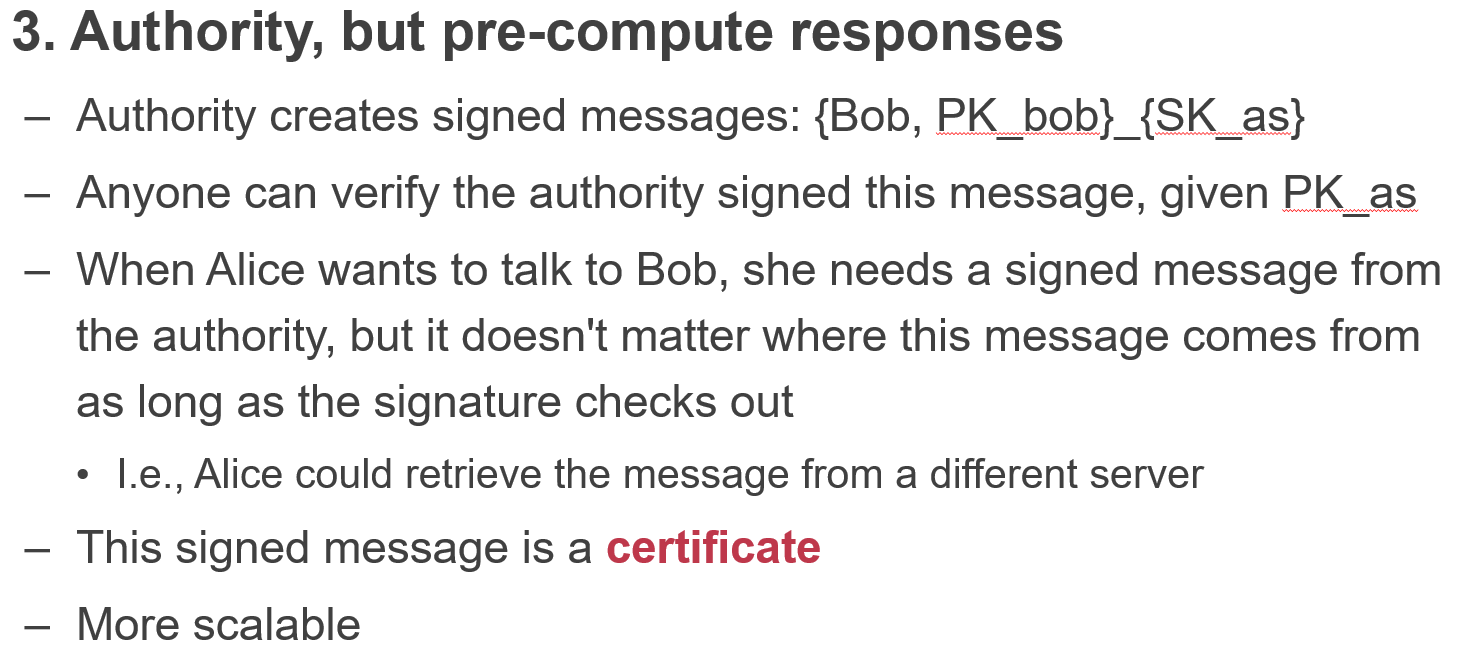 3. Authority, but pre-compute responses
– Authority creates signed messages: {Bob, PK_bob}_{SK_as}
– Anyone can verify the authority signed this message, given PK_as
– When Alice wants to talk to Bob, she needs a signed message from
the authority, but it doesn't matter where this message comes from
as long as the signature checks out
• I.e., Alice could retrieve the message from a different server
– This signed message is a certificate
– More scalable